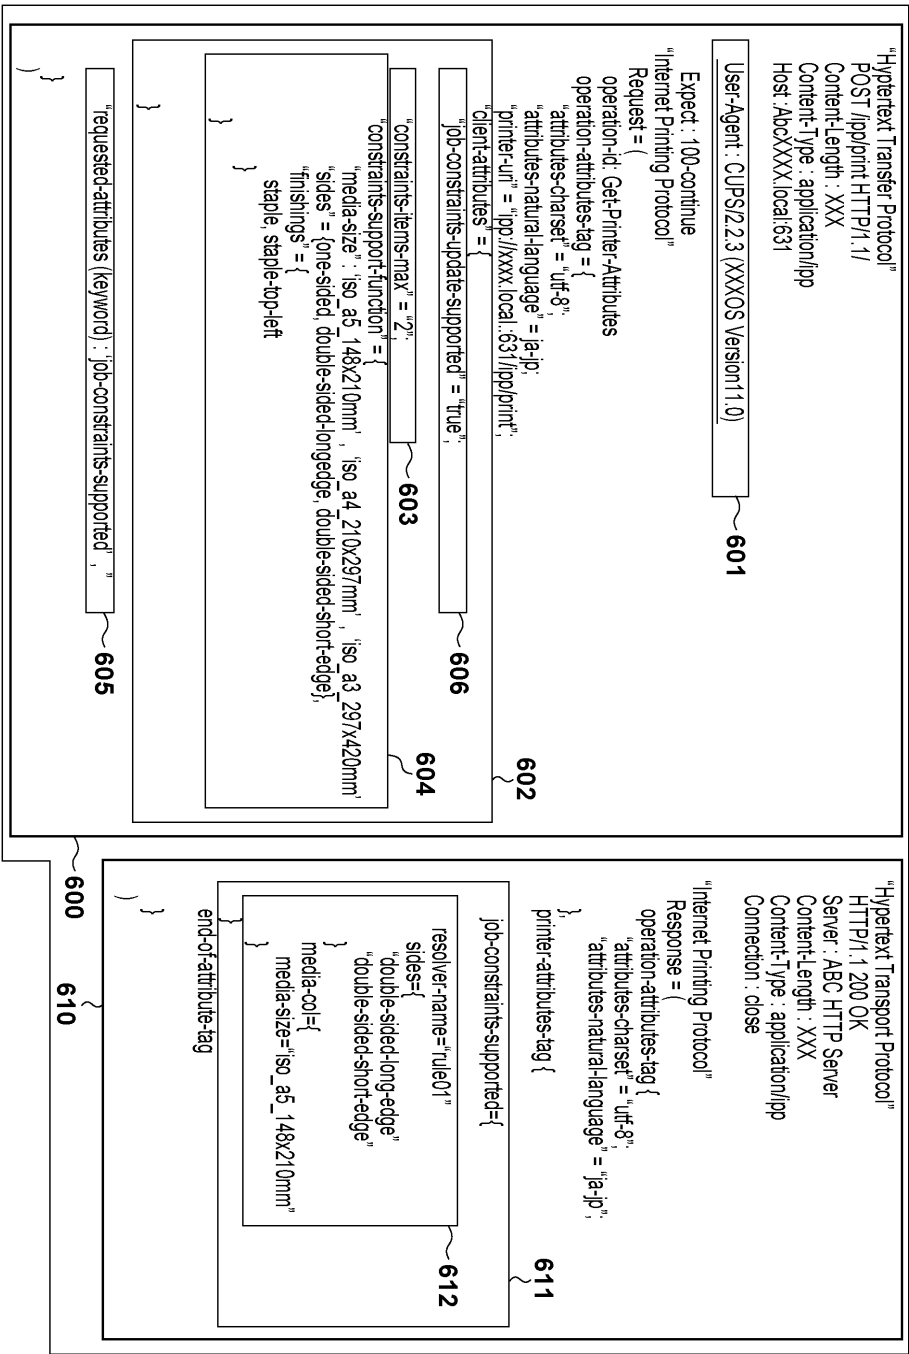 “Hyptertext Transfer Protocol”
POST /ipp/print HTTP/1.1/
Content-Length : XXX
Content-Type : application/ipp
Host :AbcXXXX.local:631
User-Agent : CUPS/2.2.3 (XXXOS Version11.0)
601
Expect : 100-continue
“Internet Printing Protocol”
Request = (
operation-id: Get-Printer-Attributes
operation-attributes-tag = {
“attributes-charset” = “utf-8”;
“attributes-natural-language” = ja-jp;
“printer-uri” = “ipp://xxxx.local.:631/ipp/print”;
“client-attributes” = {
602
“job-constraints-update-supported” = “true”;
606
“constraints-items-max” = “2”;
603
“constraints-support-function” = {
604
“media-size” : ‘iso_a5_148x210mm’ , ‘iso_a4_210x297mm’ , ‘iso_a3_297x420mm’
“sides” = {one-sided, double-sided-longedge, double-sided-short-edge},
“finishings” = {
staple, staple-top-left
}
}
}
“requested-attributes (keyword) : ‘job-constraints-supported’ , ”
605
}
)
600
“Hypertext Transport Protocol”
HTTP/1.1 200 OK
Server : ABC HTTP Server
Content-Length : XXX
Content-Type : application/ipp
Connection : close
“Internet Printing Protocol”
Response = (
operation-attributes-tag {
“attributes-charset” = “utf-8”;
“attributes-natural-language” = “ja-jp”;
},
printer-attributes-tag {
611
job-constraints-supported={
612
resolver-name=“rule01”
sides={
“double-sided-long-edge”
“double-sided-short-edge”
}
media-col={
media-size=“iso_a5_148x210mm”
}
}
end-of-attribute-tag
}
)
610